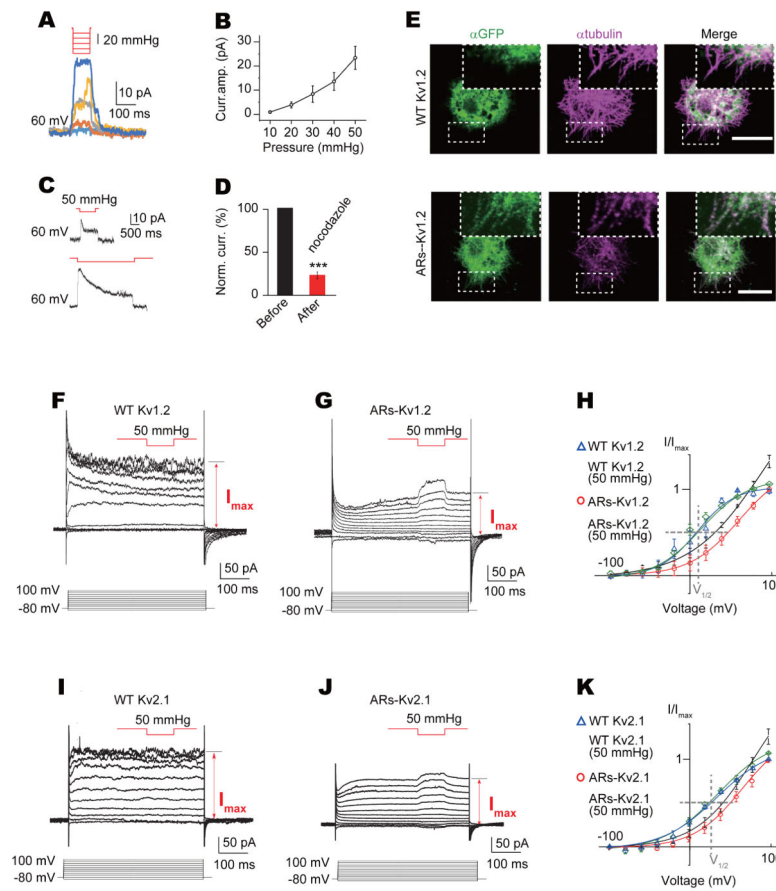 A
20 mmHg
10 pA
100 ms
60 mV
B
Curr.amp. (pA)
30
20
10
0
10 20 30 40 50
Pressure (mmHg)
C
50 mmHg
10 pA
500 ms
60 mV
60 mV
D
Norm. curr. (%)
100
50
0
nocodazole
***
Before
After
E
αGFP
αtubulin
Merge
WT Kv1.2
ARs--Kv1.2
F
WT Kv1.2
50 mmHg
Imax
50 pA
100 ms
100 mV
-80 mV
G
ARs-Kv1.2
50 mmHg
Imax
50 pA
100 ms
100 mV
-80 mV
H
I/Imax
WT Kv1.2
WT Kv1.2
(50 mmHg)
ARs-Kv1.2
ARs-Kv1.2
(50 mmHg)
1
-100
10
V1/2
Voltage (mV)
I
WT Kv2.1
50 mmHg
Imax
50 pA
100 ms
100 mV
-80 mV
J
ARs-Kv2.1
50 mmHg
Imax
50 pA
100 ms
100 mV
-80 mV
K
I/Imax
WT Kv2.1
WT Kv2.1
(50 mmHg)
ARs-Kv2.1
ARs-Kv2.1
(50 mmHg)
1
-100
10
V1/2
Voltage (mV)